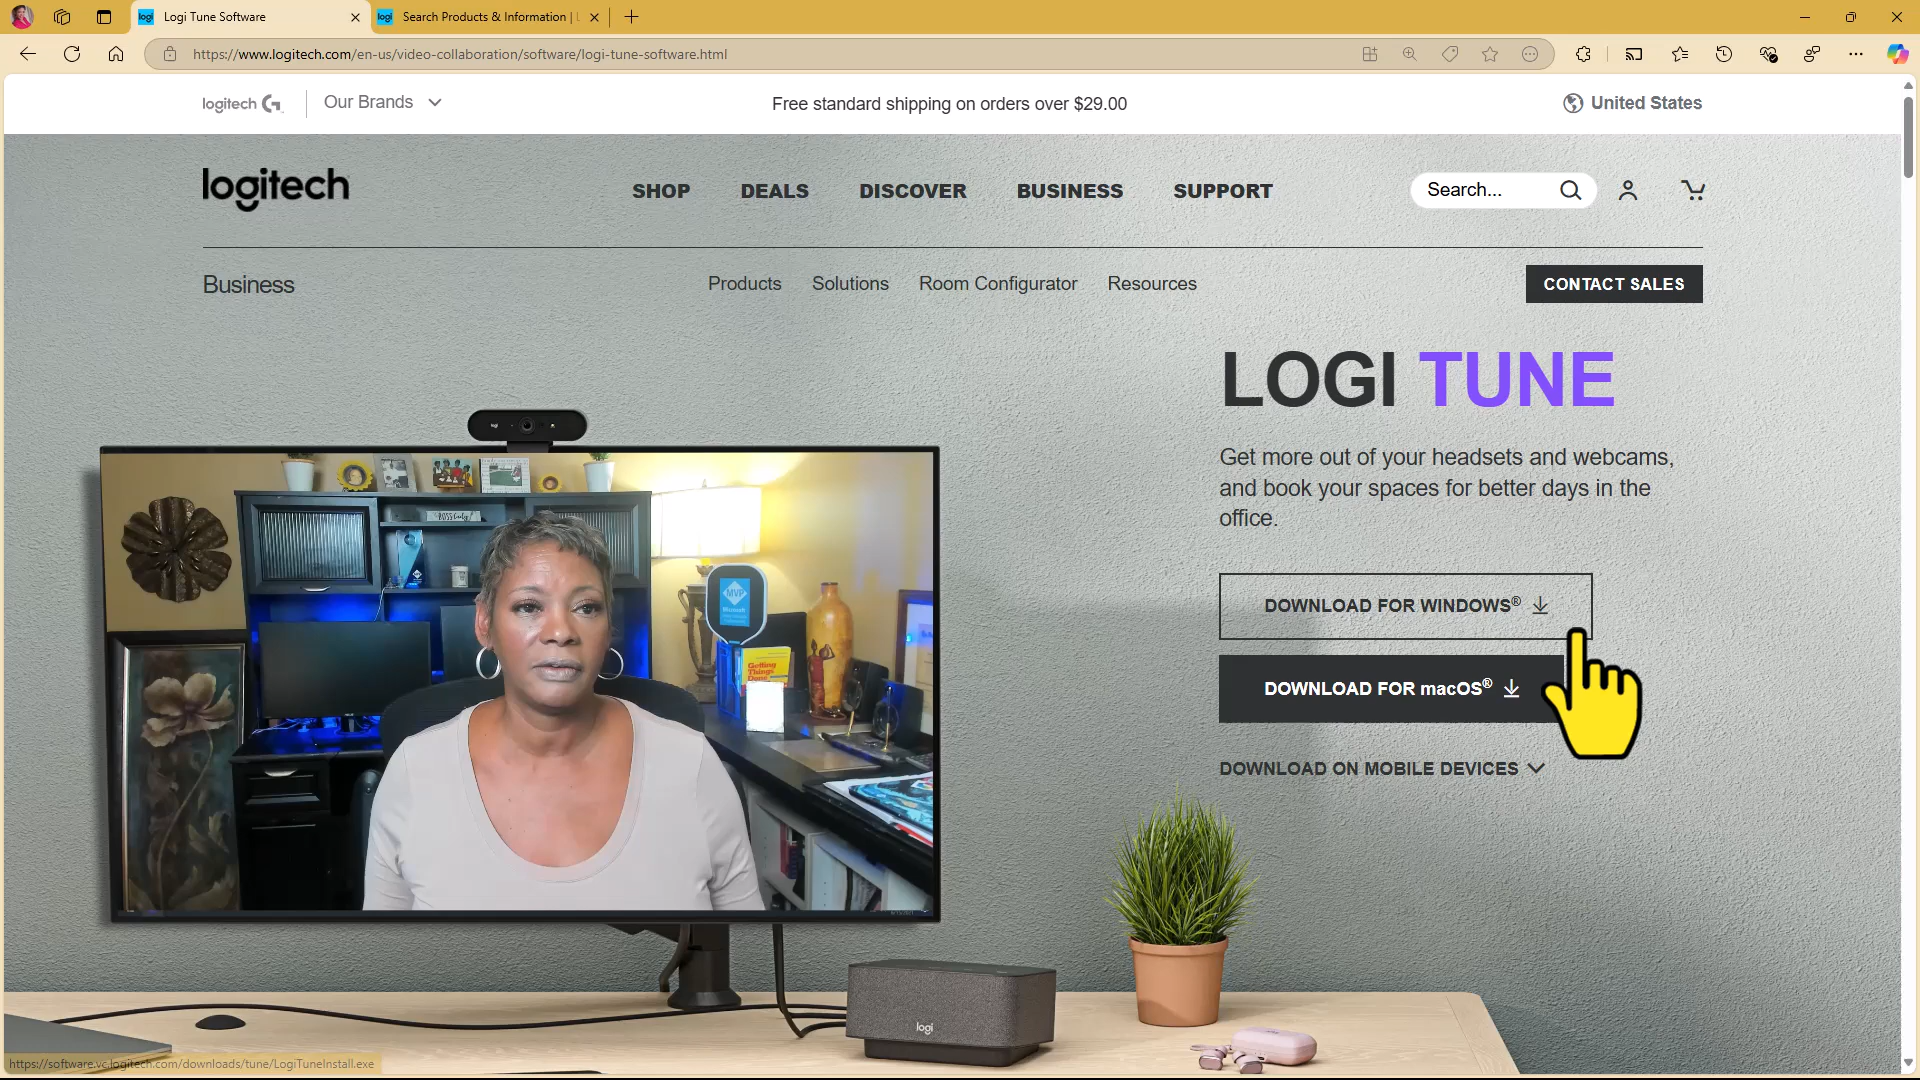 Logi Tune Software
Search Products & Information | L
https://www.logitech.com/en-us/video-collaboration/software/logi-tune-software.html
logitech G
Our Brands
Free standard shipping on orders over $29.00
United States
logitech
SHOP
DEALS
DISCOVER
BUSINESS
SUPPORT
Search...
Business
Products
Solutions
Room Configurator
Resources
CONTACT SALES
LOGI TUNE
Get more out of your headsets and webcams,
and book your spaces for better days in the
office.
DOWNLOAD FOR WINDOWS®
DOWNLOAD FOR macOS®
DOWNLOAD ON MOBILE DEVICES
MVP
Getting
Things
Done
logi
https://software.vc.logitech.com/downloads/tune/LogiTuneInstall.exe